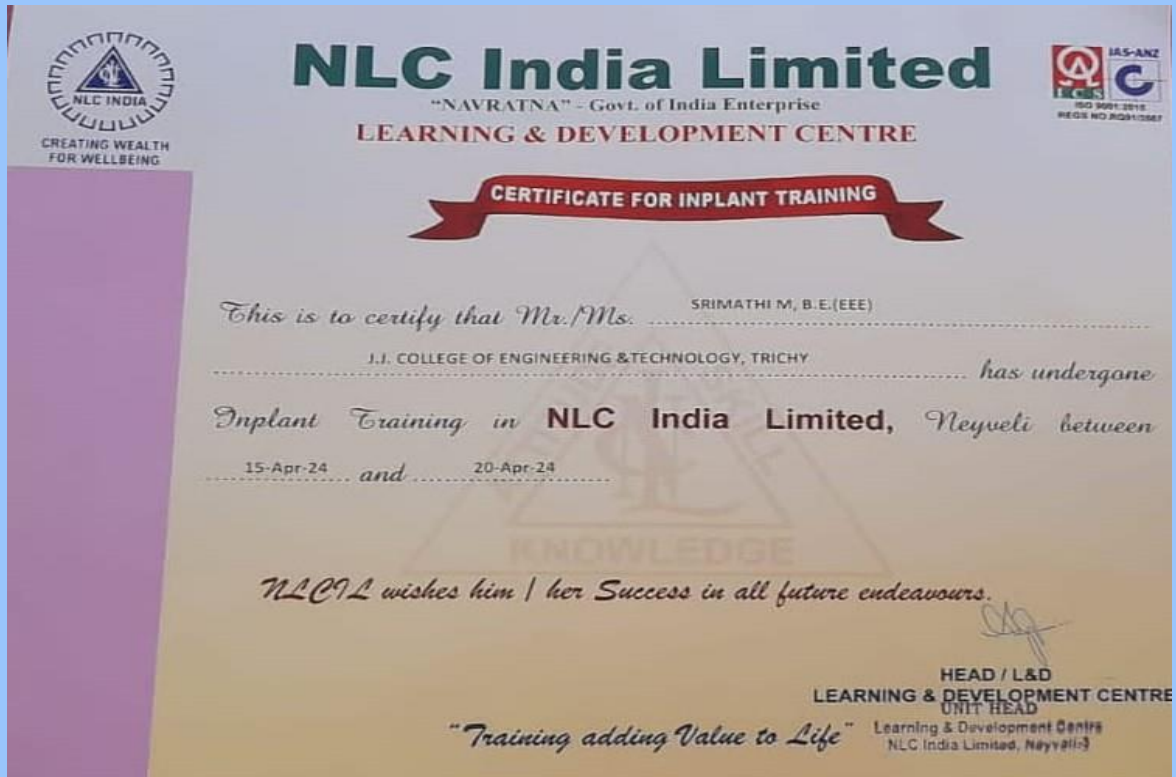 NLC INDIA
CREATING WEALTH
FOR WELLBEING
NLC India Limited
"NAVRATNA" - Govt. of India Enterprise
LEARNING & DEVELOPMENT CENTRE
IAS-ANZ
ISO 9001:2015
CERTIFICATE FOR INPLANT TRAINING
This is to certify that Mr./Ms. SRIMATHI M, B.E.(EEE)
J.J. COLLEGE OF ENGINEERING &TECHNOLOGY, TRICHY has undergone
Inplant Training in NLC India Limited, Neyveli between
15-Apr-24 and 20-Apr-24
KNOWLEDGE
NLCIL wishes him / her Success in all future endeavours.
HEAD / L&D
LEARNING & DEVELOPMENT CENTRE
UNIT HEAD
Learning & Development Centre
NLC India Limited,
"Training adding Value to Life"